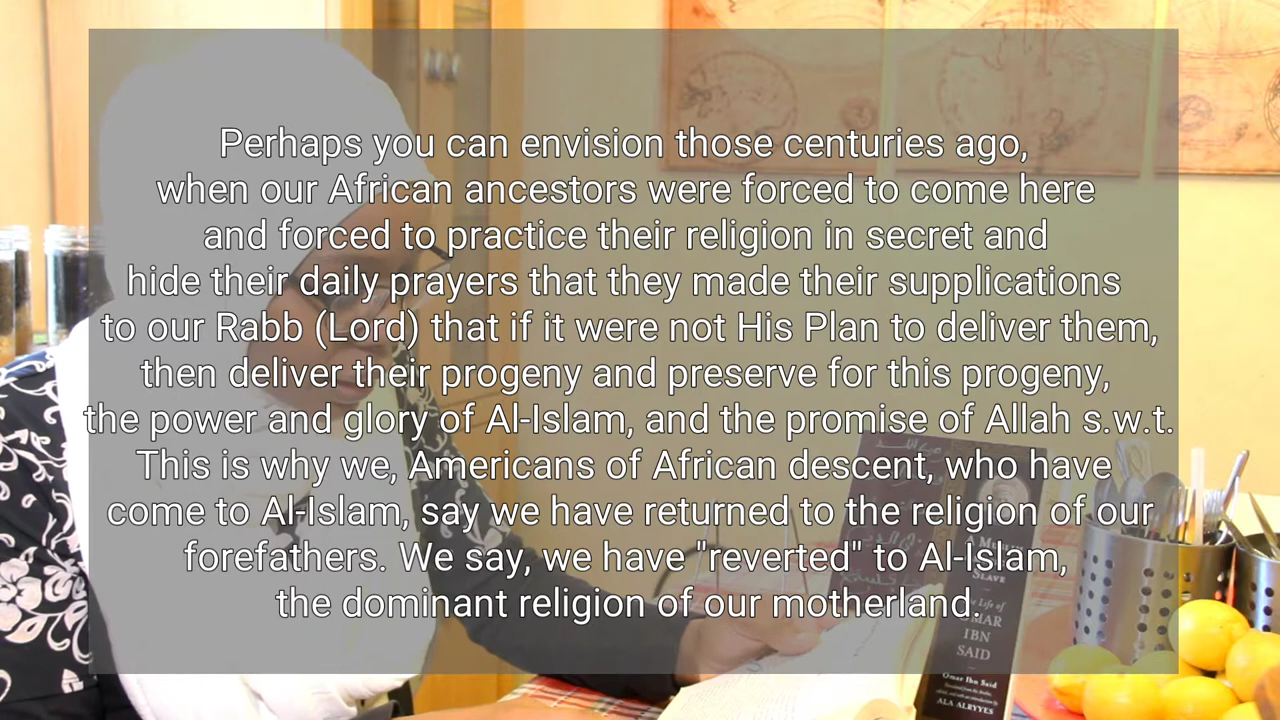 Perhaps you can envision those centuries ago,
when our African ancestors were forced to come here
and forced to practice their religion in secret and
hide their daily prayers that they made their supplications
to our Rabb (Lord) that if it were not His Plan to deliver them,
then deliver their progeny and preserve for this progeny,
the power and glory of Al-Islam, and the promise of Allah s.w.t.
This is why we, Americans of African descent, who have
come to Al-Islam, say we have returned to the religion of our
forefathers. We say, we have "reverted" to Al-Islam,
the dominant religion of our motherland.
A
SLAVE
Life of
OMAR
IBN
SAID
Omar Ibn Said
ALA ALRYYES